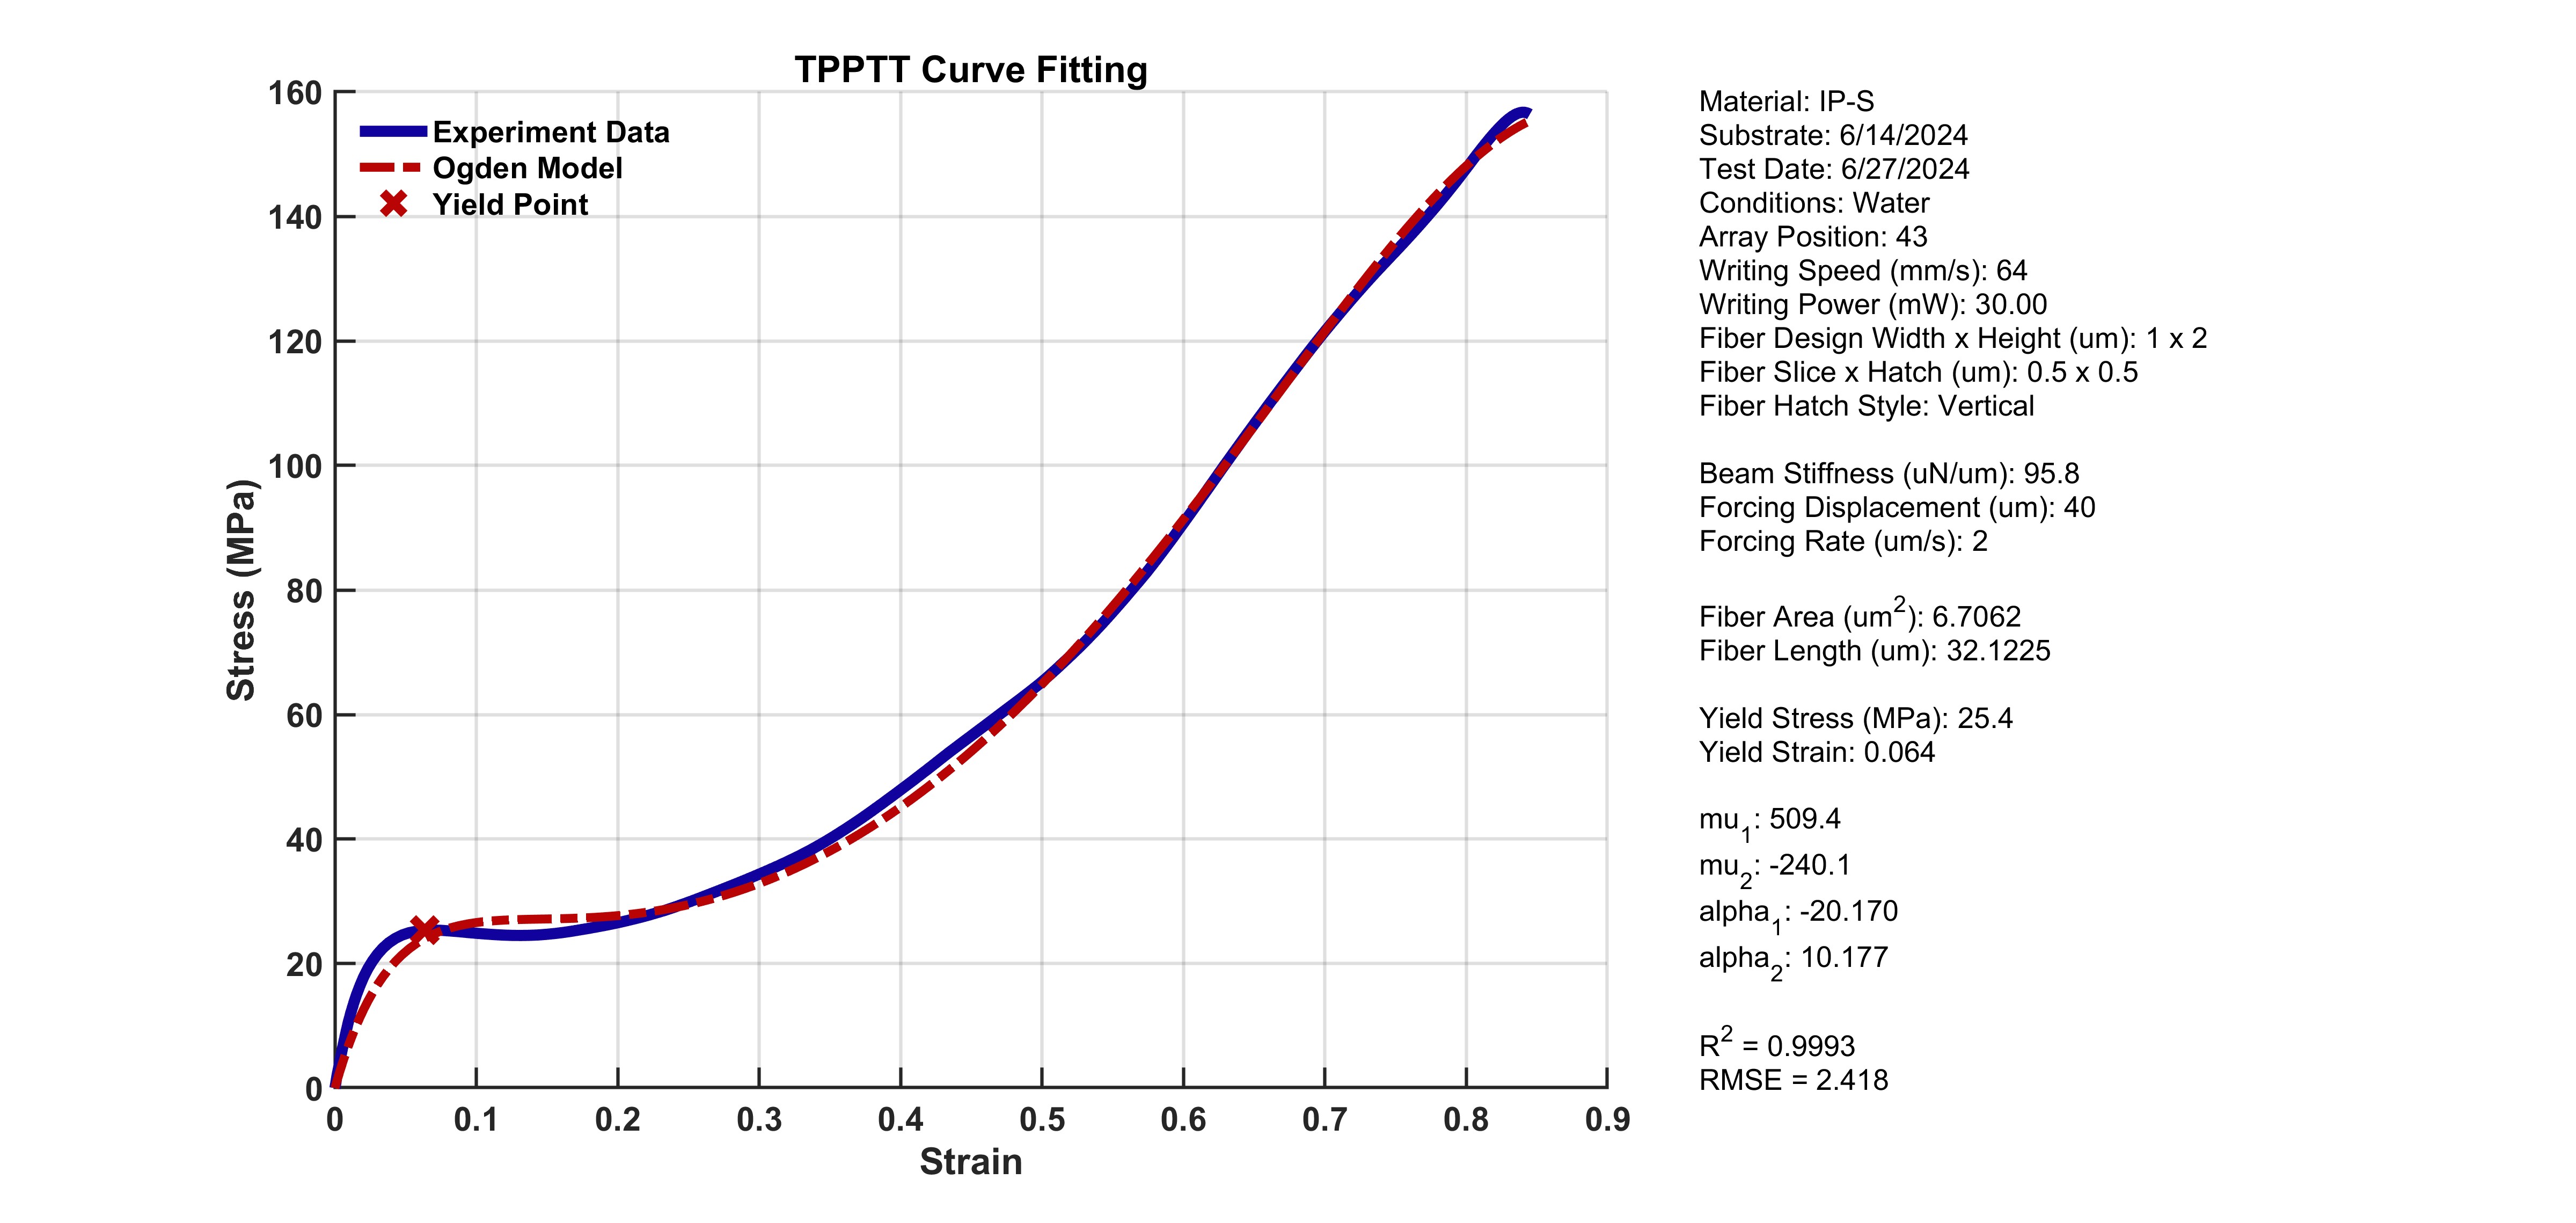 TPPTT Curve Fitting
160
140
120
100
80
60
40
20
0
Stress (MPa)
Experiment Data
Ogden Model
Yield Point
0 0.1 0.2 0.3 0.4 0.5 0.6 0.7 0.8 0.9
Strain
Material: IP-S
Substrate: 6/14/2024
Test Date: 6/27/2024
Conditions: Water
Array Position: 43
Writing Speed (mm/s): 64
Writing Power (mW): 30.00
Fiber Design Width x Height (um): 1 x 2
Fiber Slice x Hatch (um): 0.5 x 0.5
Fiber Hatch Style: Vertical
Beam Stiffness (uN/um): 95.8
Forcing Displacement (um): 40
Forcing Rate (um/s): 2
Fiber Area (um²): 6.7062
Fiber Length (um): 32.1225
Yield Stress (MPa): 25.4
Yield Strain: 0.064
mu₁: 509.4
mu₂: -240.1
alpha₁: -20.170
alpha₂: 10.177
R² = 0.9993
RMSE = 2.418